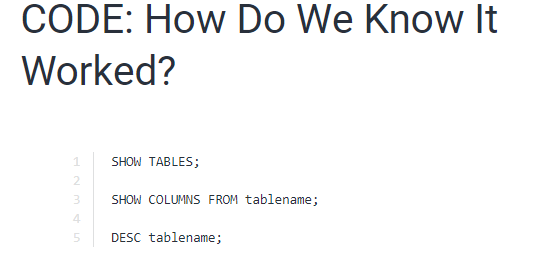 CODE: How Do We Know It
Worked?
1 SHOW TABLES;
2
3 SHOW COLUMNS FROM tablename;
4
5 DESC tablename;